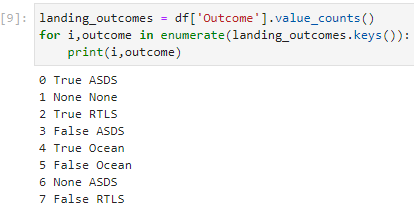 [9]: landing_outcomes = df['Outcome'].value_counts()
for i,outcome in enumerate(landing_outcomes.keys()):
    print(i,outcome)
0 True ASDS
1 None None
2 True RTLS
3 False ASDS
4 True Ocean
5 False Ocean
6 None ASDS
7 False RTLS